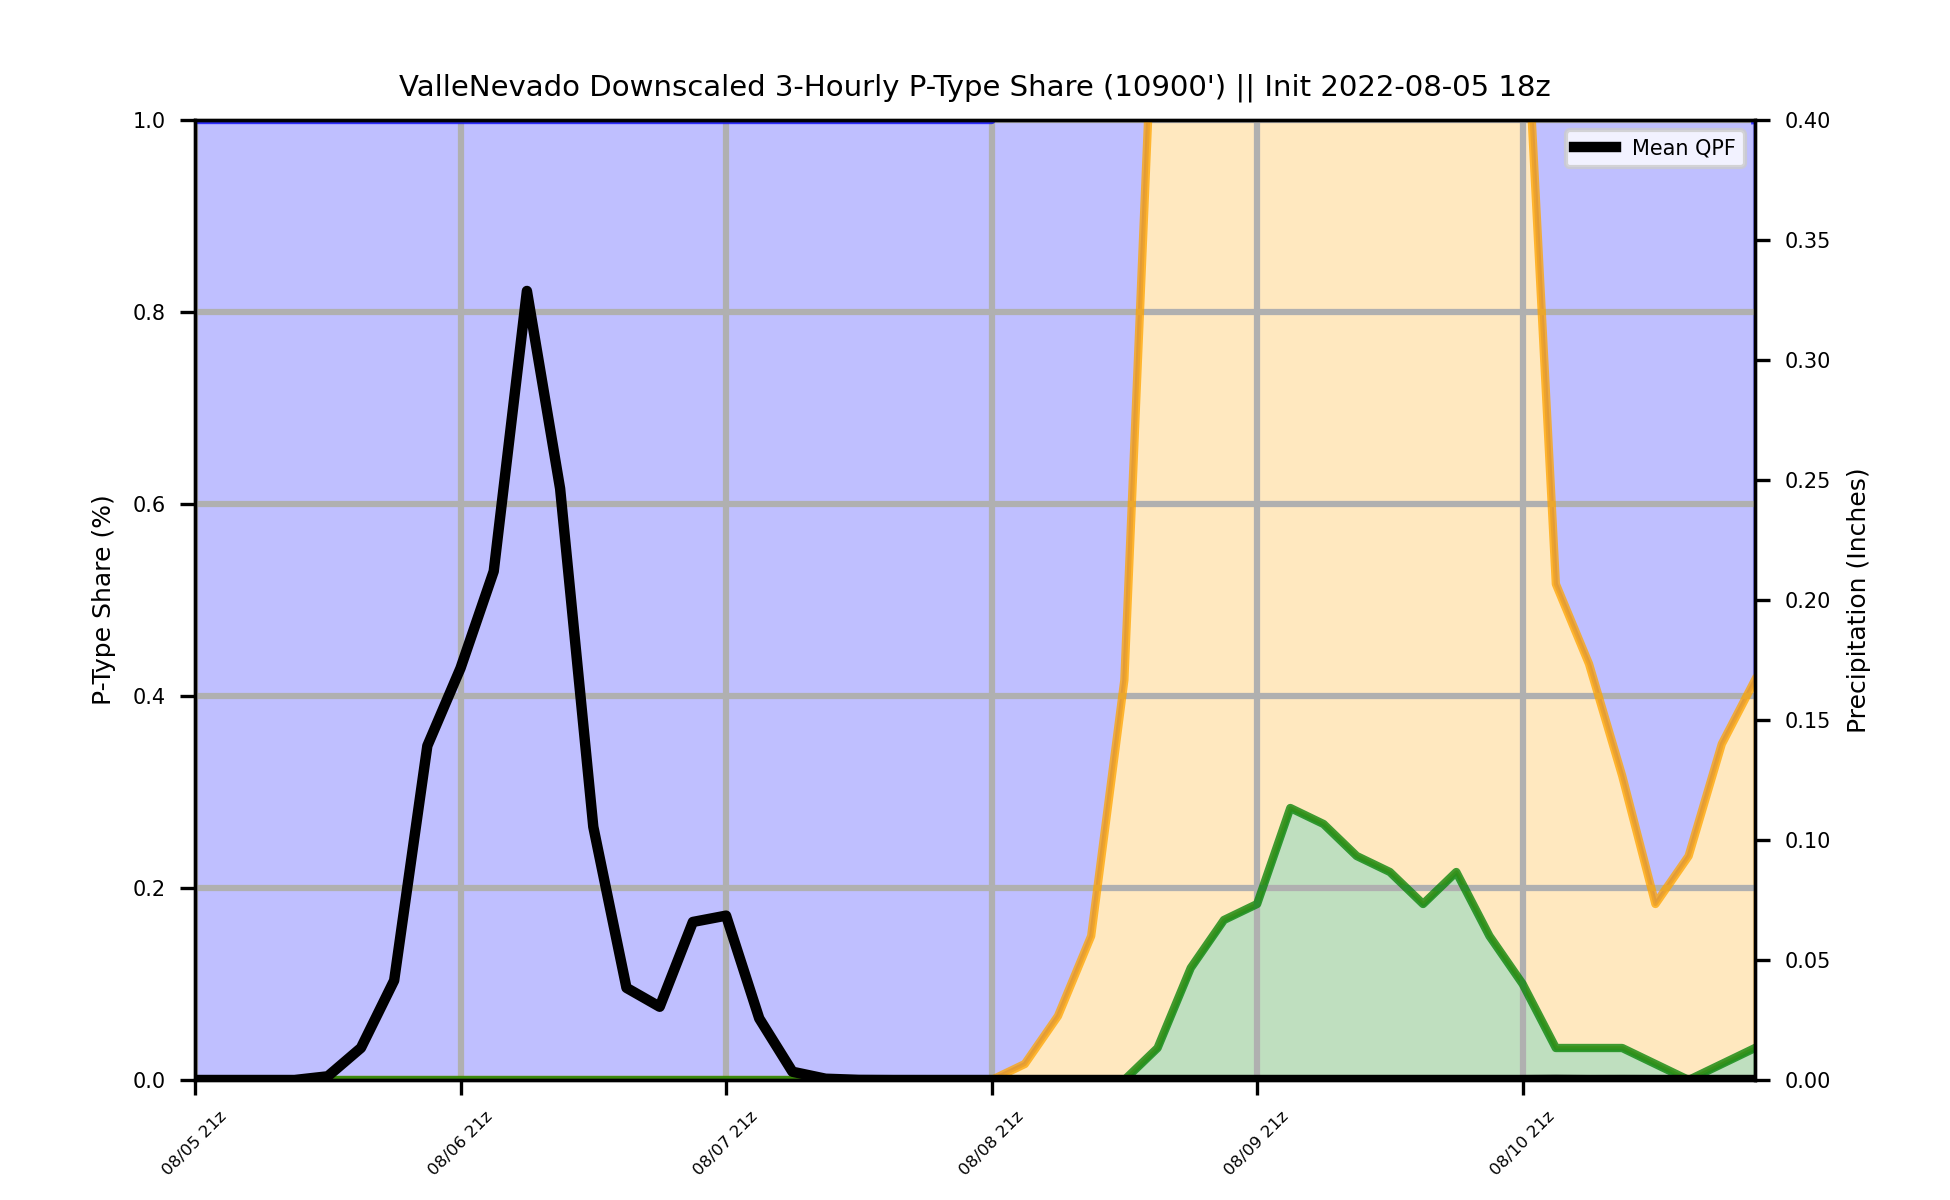 ValleNevado Downscaled 3-Hourly P-Type Share (10900') || Init 2022-08-05 18z
Mean QPF
P-Type Share (%)
1.0
0.8
0.6
0.4
0.2
0.0
0.40
0.35
0.30
0.25
0.20
0.15
0.10
0.05
0.00
Precipitation (Inches)
08/05 21z
08/06 21z
08/07 21z
08/08 21z
08/09 21z
08/10 21z